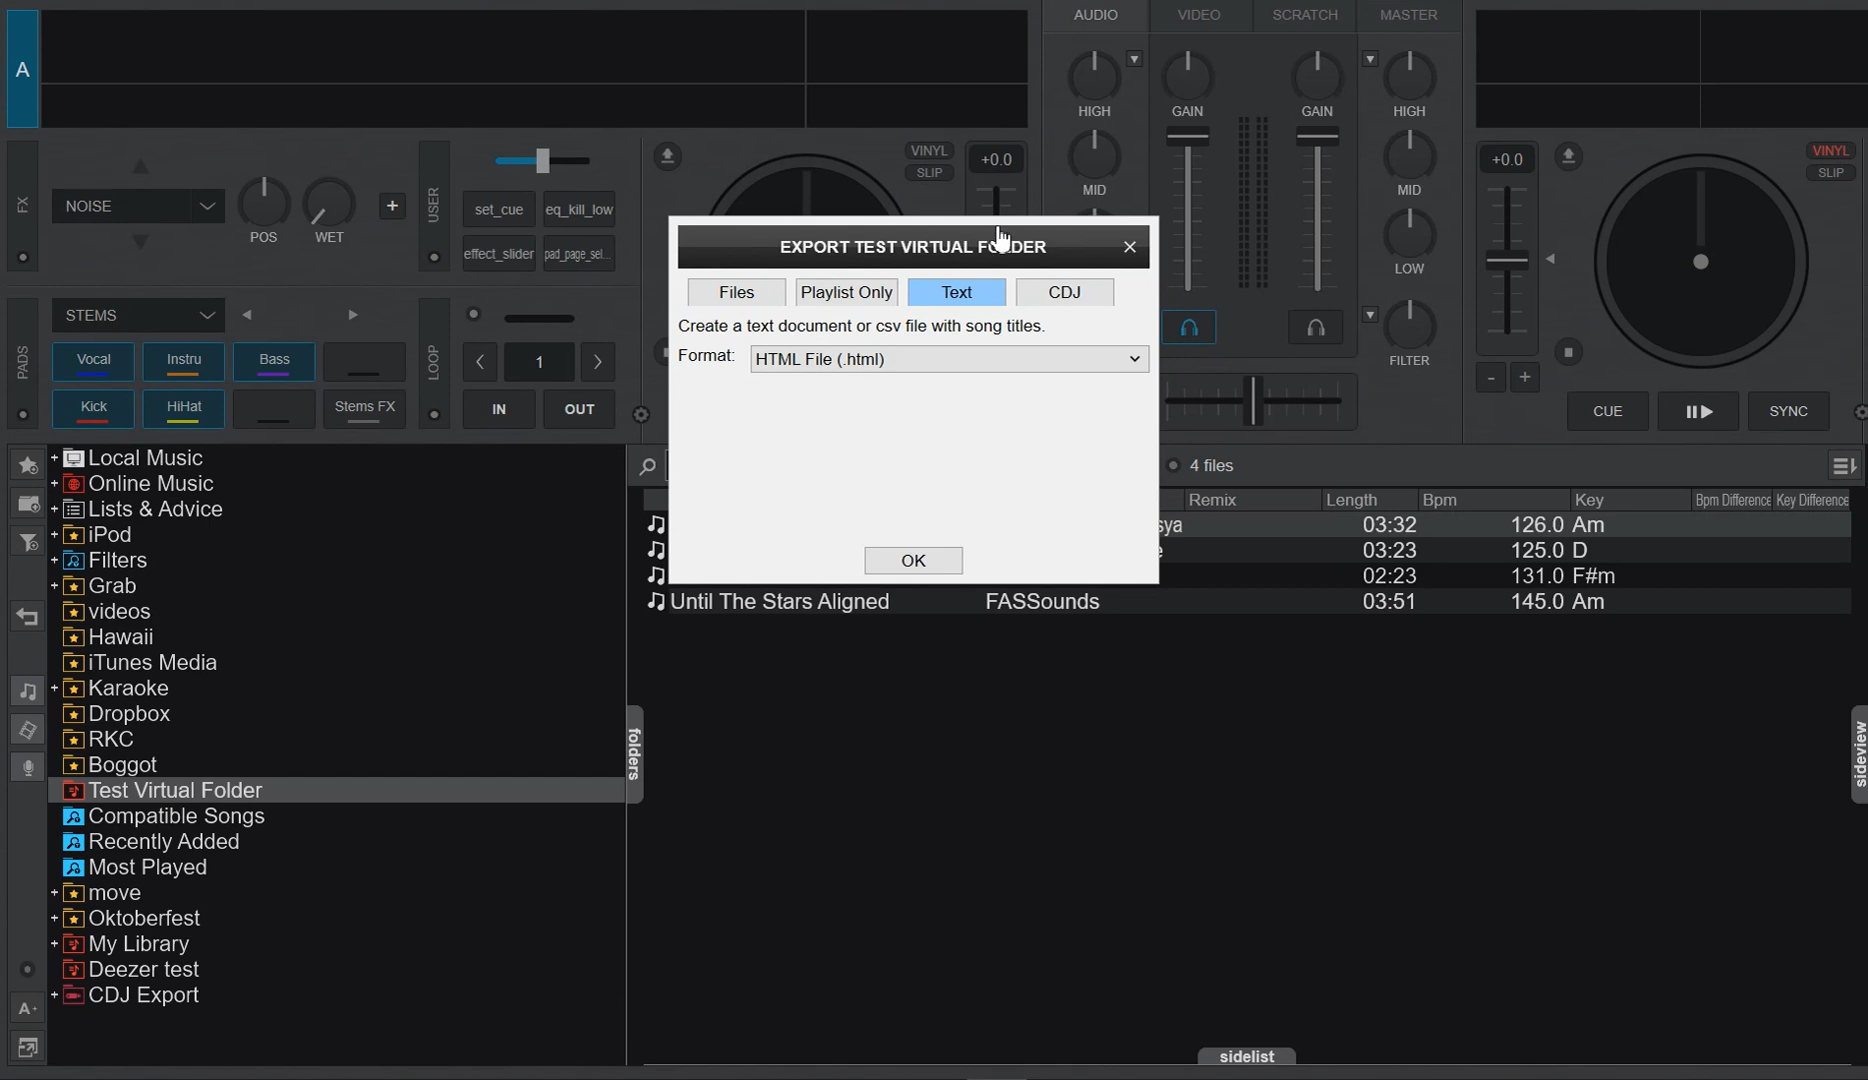 AUDIO
VIDEO
SCRATCH
MASTER
A
HIGH
GAIN
GAIN
HIGH
MID
MID
LOW
FILTER
FX
NOISE
POS
WET
+
USER
set_cue
eq_kill_low
effect_slider
pad_page_sel...
VINYL
SLIP
+0.0
+0.0
VINYL
SLIP
PADS
STEMS
Vocal
Instru
Bass
Kick
HiHat
Stems FX
LOOP
1
IN
OUT
-
+
CUE
SYNC
EXPORT TEST VIRTUAL FOLDER
Files
Playlist Only
Text
CDJ
Create a text document or csv file with song titles.
Format:
HTML File (.html)
OK
+ Local Music
+ Online Music
+ Lists & Advice
+ iPod
+ Filters
+ Grab
videos
Hawaii
iTunes Media
+ Karaoke
Dropbox
RKC
Boggot
Test Virtual Folder
Compatible Songs
Recently Added
Most Played
+ move
+ Oktoberfest
+ My Library
Deezer test
+ CDJ Export
A+
folders
4 files
Remix
Length
Bpm
Key
Bpm Difference
Key Difference
sya 03:32 126.0 Am
e 03:23 125.0 D
02:23 131.0 F#m
Until The Stars Aligned FASSounds 03:51 145.0 Am
sideview
sidelist